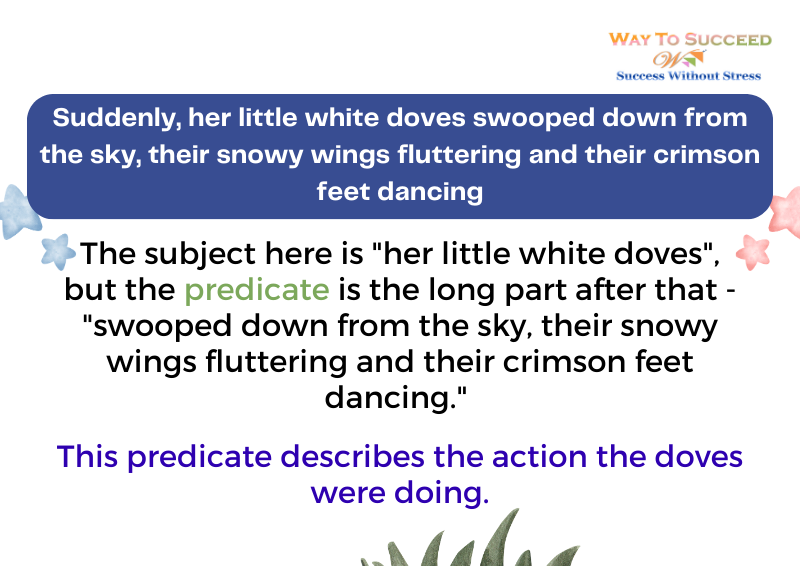 WAY TO SUCCEED
W
Success Without Stress
Suddenly, her little white doves swooped down from
the sky, their snowy wings fluttering and their crimson
feet dancing
The subject here is "her little white doves",
but the predicate is the long part after that -
"swooped down from the sky, their snowy
wings fluttering and their crimson feet
dancing."
This predicate describes the action the doves
were doing.